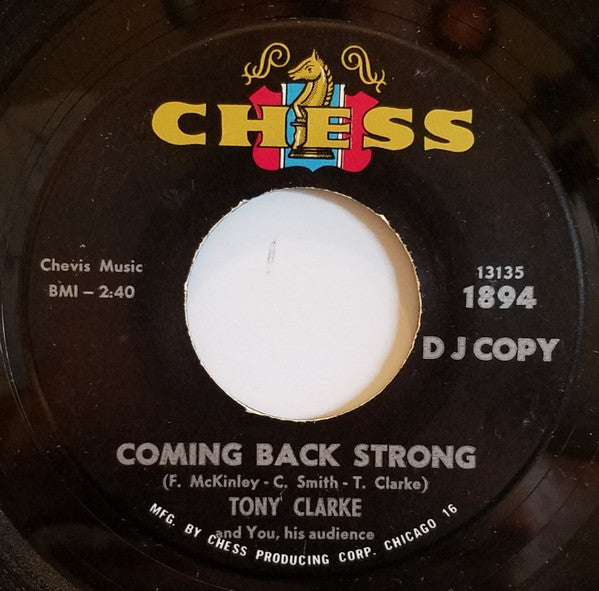 CHESS
Chevis Music
BMI – 2:40
13135
1894
D J COPY
COMING BACK STRONG
(F. McKinley - C. Smith - T. Clarke)
TONY CLARKE
and You, his audience
MFG. BY CHESS PRODUCING CORP. CHICAGO 16